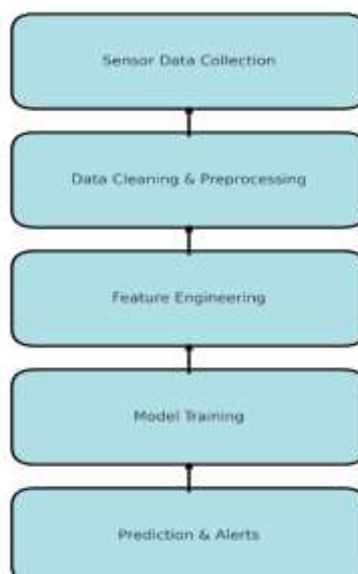 Sensor Data Collection
Data Cleaning & Preprocessing
Feature Engineering
Model Training
Prediction & Alerts